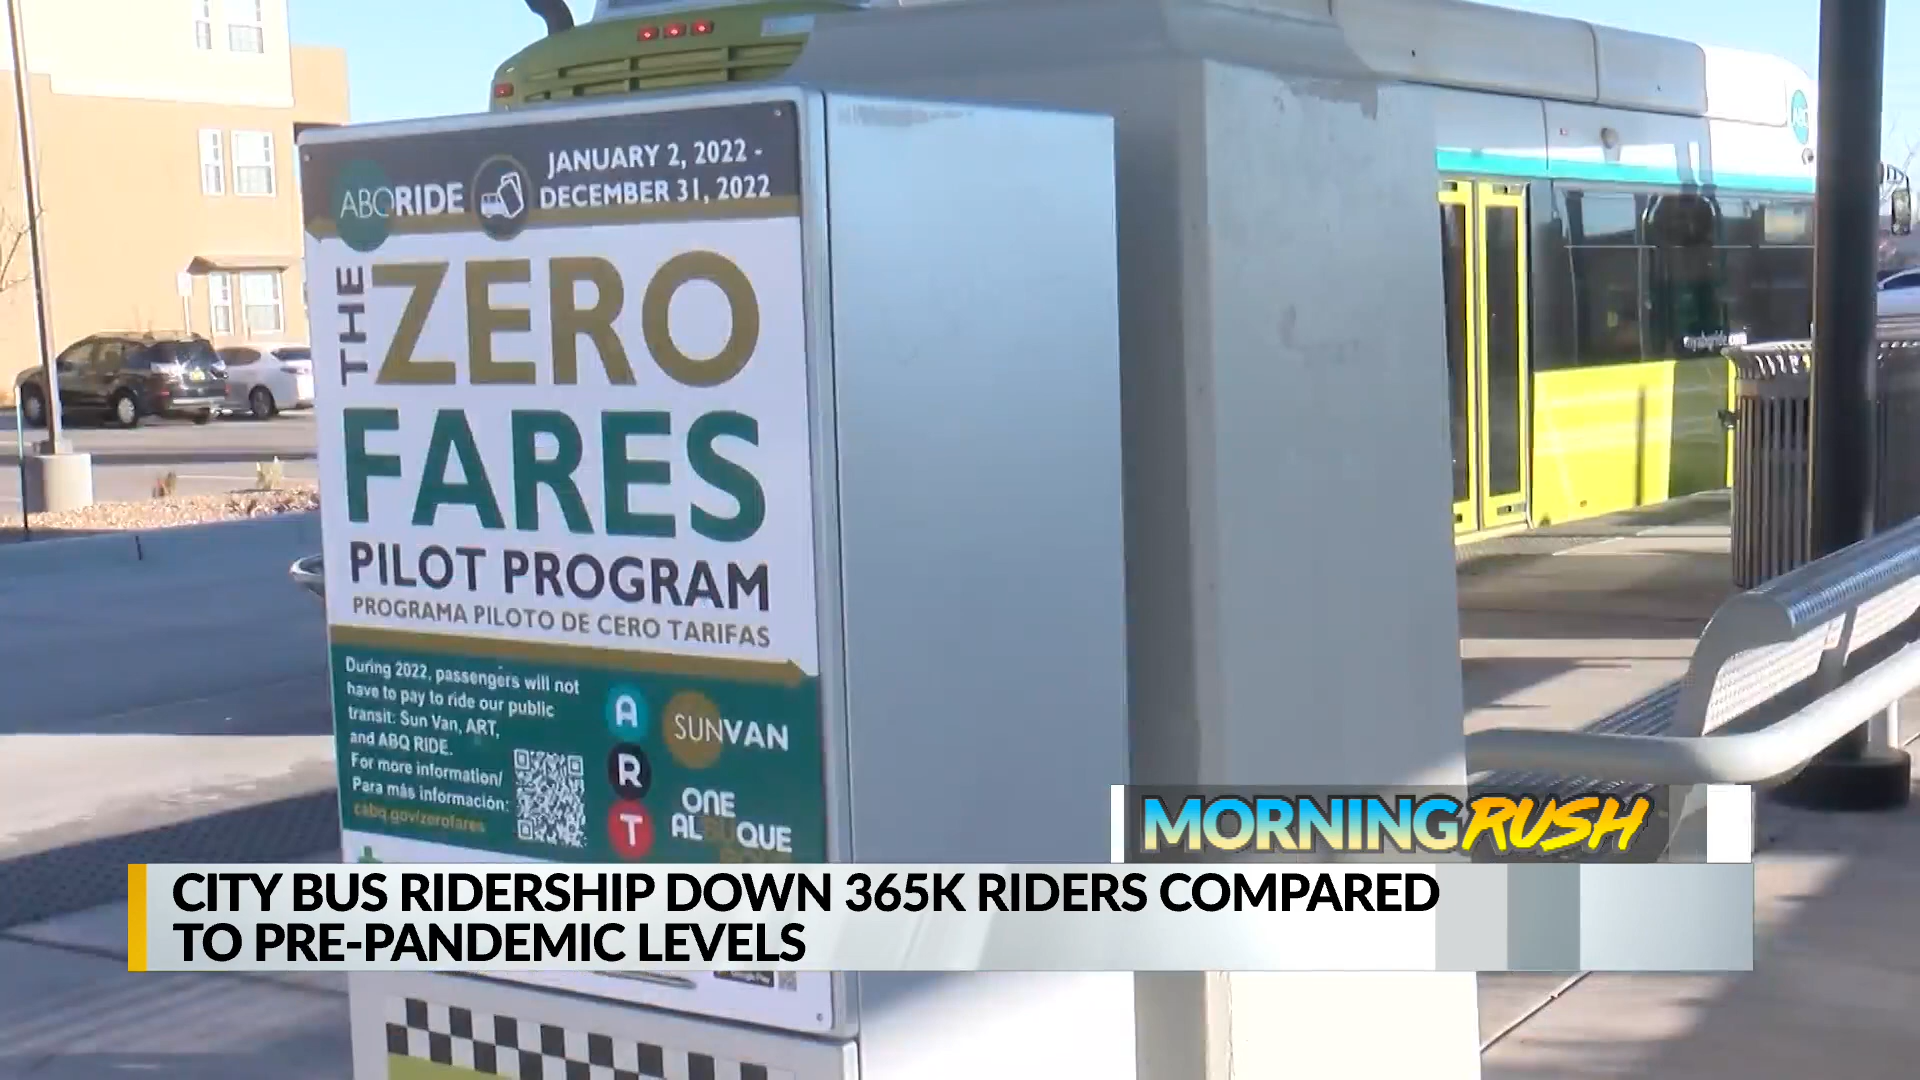 ABQRIDE
JANUARY 2, 2022 -
DECEMBER 31, 2022
THE
ZERO
FARES
PILOT PROGRAM
PROGRAMA PILOTO DE CERO TARIFAS
During 2022, passengers will not
have to pay to ride our public
transit: Sun Van, ART,
and ABQ RIDE.
For more information/
Para más información:
cabq.gov/zerofares
A
R
T
SUNVAN
ONE
ALBUQUE
myabqride.com
MORNING RUSH
CITY BUS RIDERSHIP DOWN 365K RIDERS COMPARED
TO PRE-PANDEMIC LEVELS